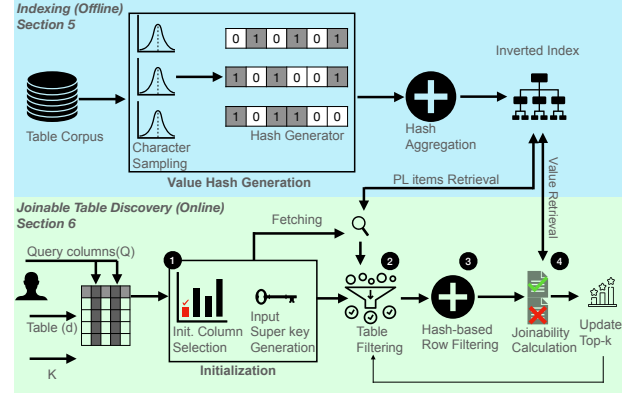 Indexing (Offline)
Section 5
0 1 0 1 0 1
1 0 1 0 0 1
1 0 1 1 0 0
Table Corpus
Character
Sampling
Hash Generator
Value Hash Generation
Hash
Aggregation
Inverted Index
PL items Retrieval
Value Retrieval
Joinable Table Discovery (Online)
Section 6
Fetching
Query columns(Q)
Table (d)
K
1
Init. Column
Selection
Input
Super key
Generation
Initialization
2
Table
Filtering
3
Hash-based
Row Filtering
4
Joinability
Calculation
Update
Top-k